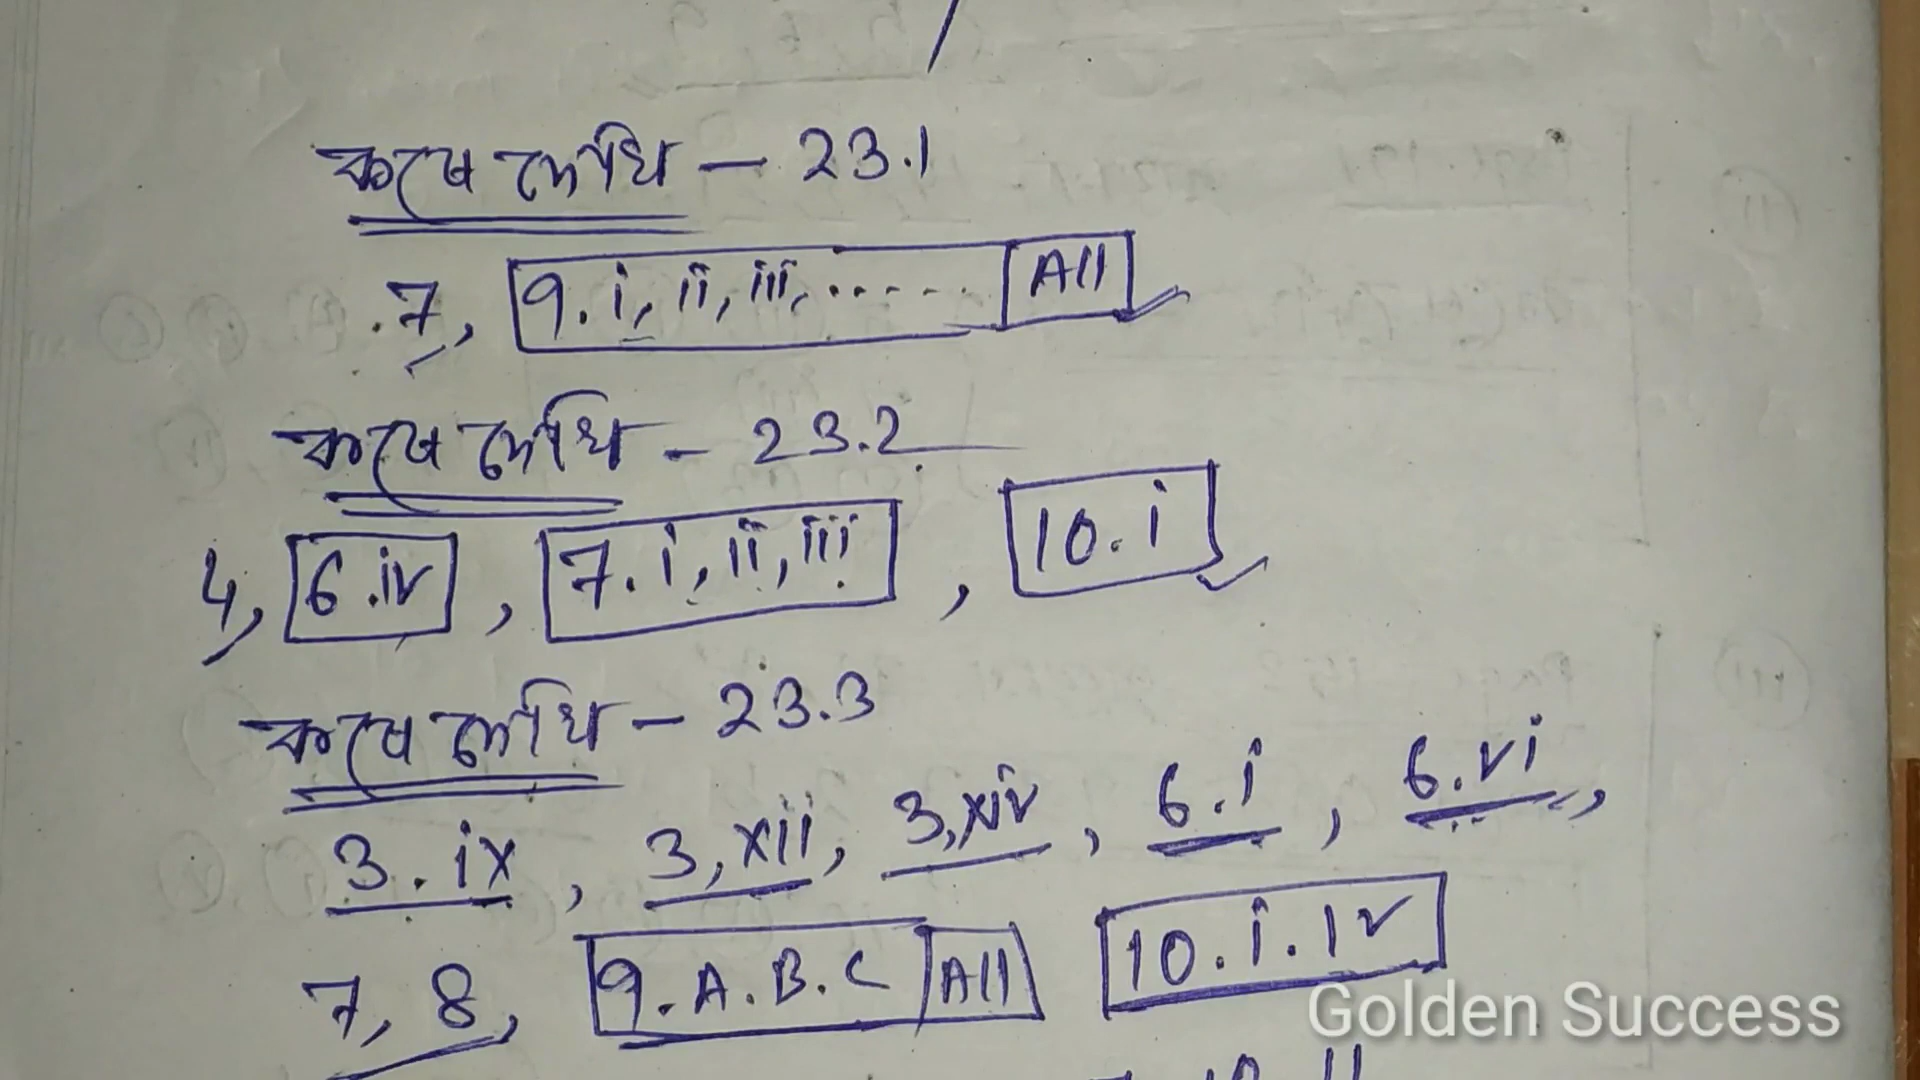 কষে দেখি - 23.1
7, 9. i, ii, iii, ...... All
কষে দেখি - 23.2
4, 6.iv, 7. i, ii, iii, 10. i
কষে দেখি - 23.3
3. ix, 3, xii, 3, xiv, 6. i, 6. vi,
7, 8, 9. A. B. C All 10. i. iv
Golden Success